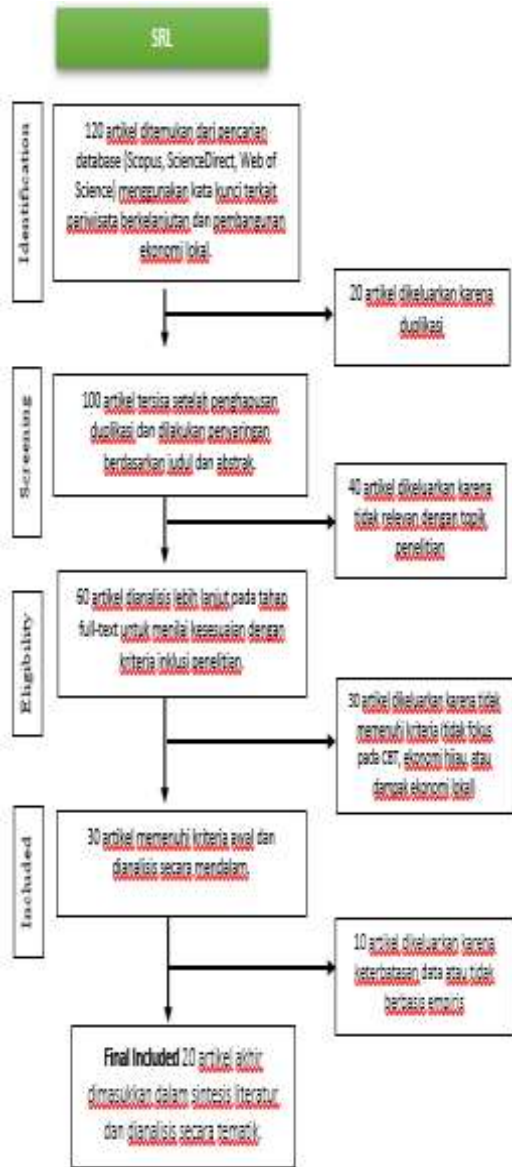 SRL
Identification
120 artikel ditemukan dari pencarian
database (Scopus, ScienceDirect, Web of
Science) menggunakan kata kunci terkait
pariwisata berkelanjutan dan pembangunan
ekonomi lokal.
20 artikel dikeluarkan karena
duplikasi
Screening
100 artikel tersisa setelah penghapusan
duplikasi dan dilakukan penyaringan
berdasarkan judul dan abstrak.
40 artikel dikeluarkan karena
tidak relevan dengan topik
penelitian
Eligibility
60 artikel dianalisis lebih lanjut pada tahap
full-text untuk menilai kesesuaian dengan
kriteria inklusi penelitian.
30 artikel dikeluarkan karena tidak
memenuhi kriteria (tidak fokus
pada CBT, ekonomi hijau, atau
dampak ekonomi lokal)
Included
30 artikel memenuhi kriteria awal dan
dianalisis secara mendalam.
10 artikel dikeluarkan karena
keterbatasan data atau tidak
berbasis empiris
Final Included 20 artikel akhir
dimasukkan dalam sintesis literatur
dan dianalisis secara tematik.